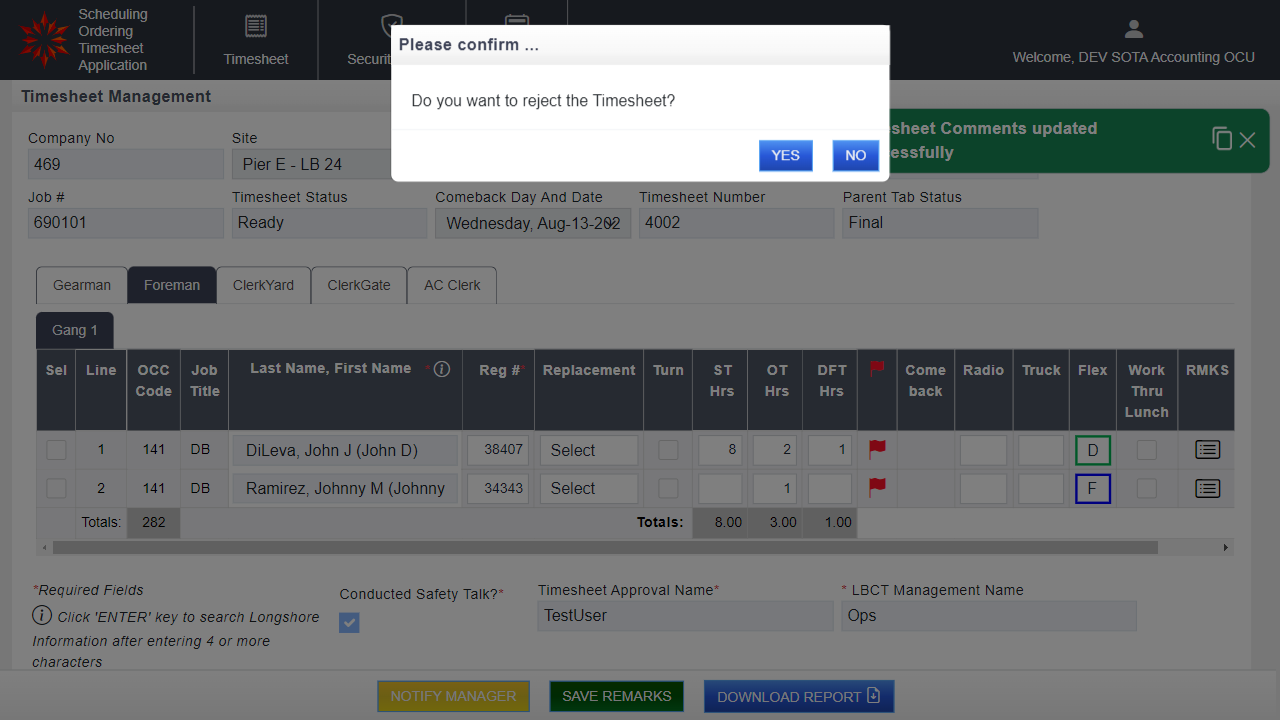 Scheduling
Ordering
Timesheet
Application
Timesheet
Securit
Welcome, DEV SOTA Accounting OCU
Please confirm ...
Do you want to reject the Timesheet?
YES
NO
Timesheet Management
sheet Comments updated
essfully
Company No
Site
469
Pier E - LB 24
Job #
Timesheet Status
Comeback Day And Date
Timesheet Number
Parent Tab Status
690101
Ready
Wednesday, Aug-13-202
4002
Final
Gearman
Foreman
ClerkYard
ClerkGate
AC Clerk
Gang 1
Sel
Line
OCC
Code
Job
Title
Last Name, First Name *
Reg #*
Replacement
Turn
ST
Hrs
OT
Hrs
DFT
Hrs
Come
back
Radio
Truck
Flex
Work
Thru
Lunch
RMKS
1 141 DB DiLeva, John J (John D) 38407 Select 8 2 1 D
2 141 DB Ramirez, Johnny M (Johnny 34343 Select 1 F
Totals: 282 Totals: 8.00 3.00 1.00
*Required Fields
Click 'ENTER' key to search Longshore
Information after entering 4 or more
characters
Conducted Safety Talk?*
Timesheet Approval Name*
TestUser
* LBCT Management Name
Ops
NOTIFY MANAGER
SAVE REMARKS
DOWNLOAD REPORT